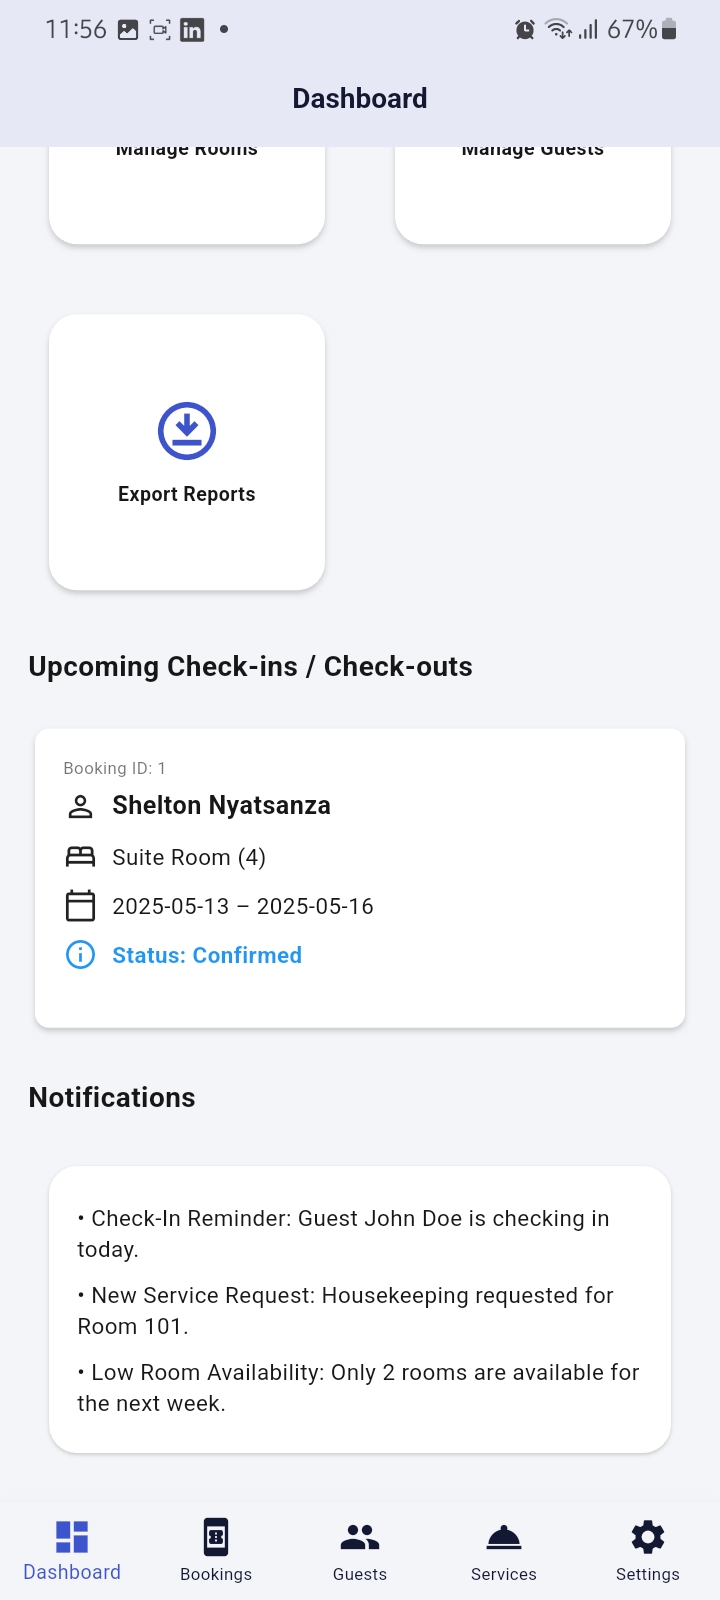 11:56
in
67%
Dashboard
Manage Rooms
Manage Guests
Export Reports
Upcoming Check-ins / Check-outs
Booking ID: 1
Shelton Nyatsanza
Suite Room (4)
2025-05-13 – 2025-05-16
Status: Confirmed
Notifications
• Check-In Reminder: Guest John Doe is checking in
today.
• New Service Request: Housekeeping requested for
Room 101.
• Low Room Availability: Only 2 rooms are available for
the next week.
Dashboard
Bookings
Guests
Services
Settings